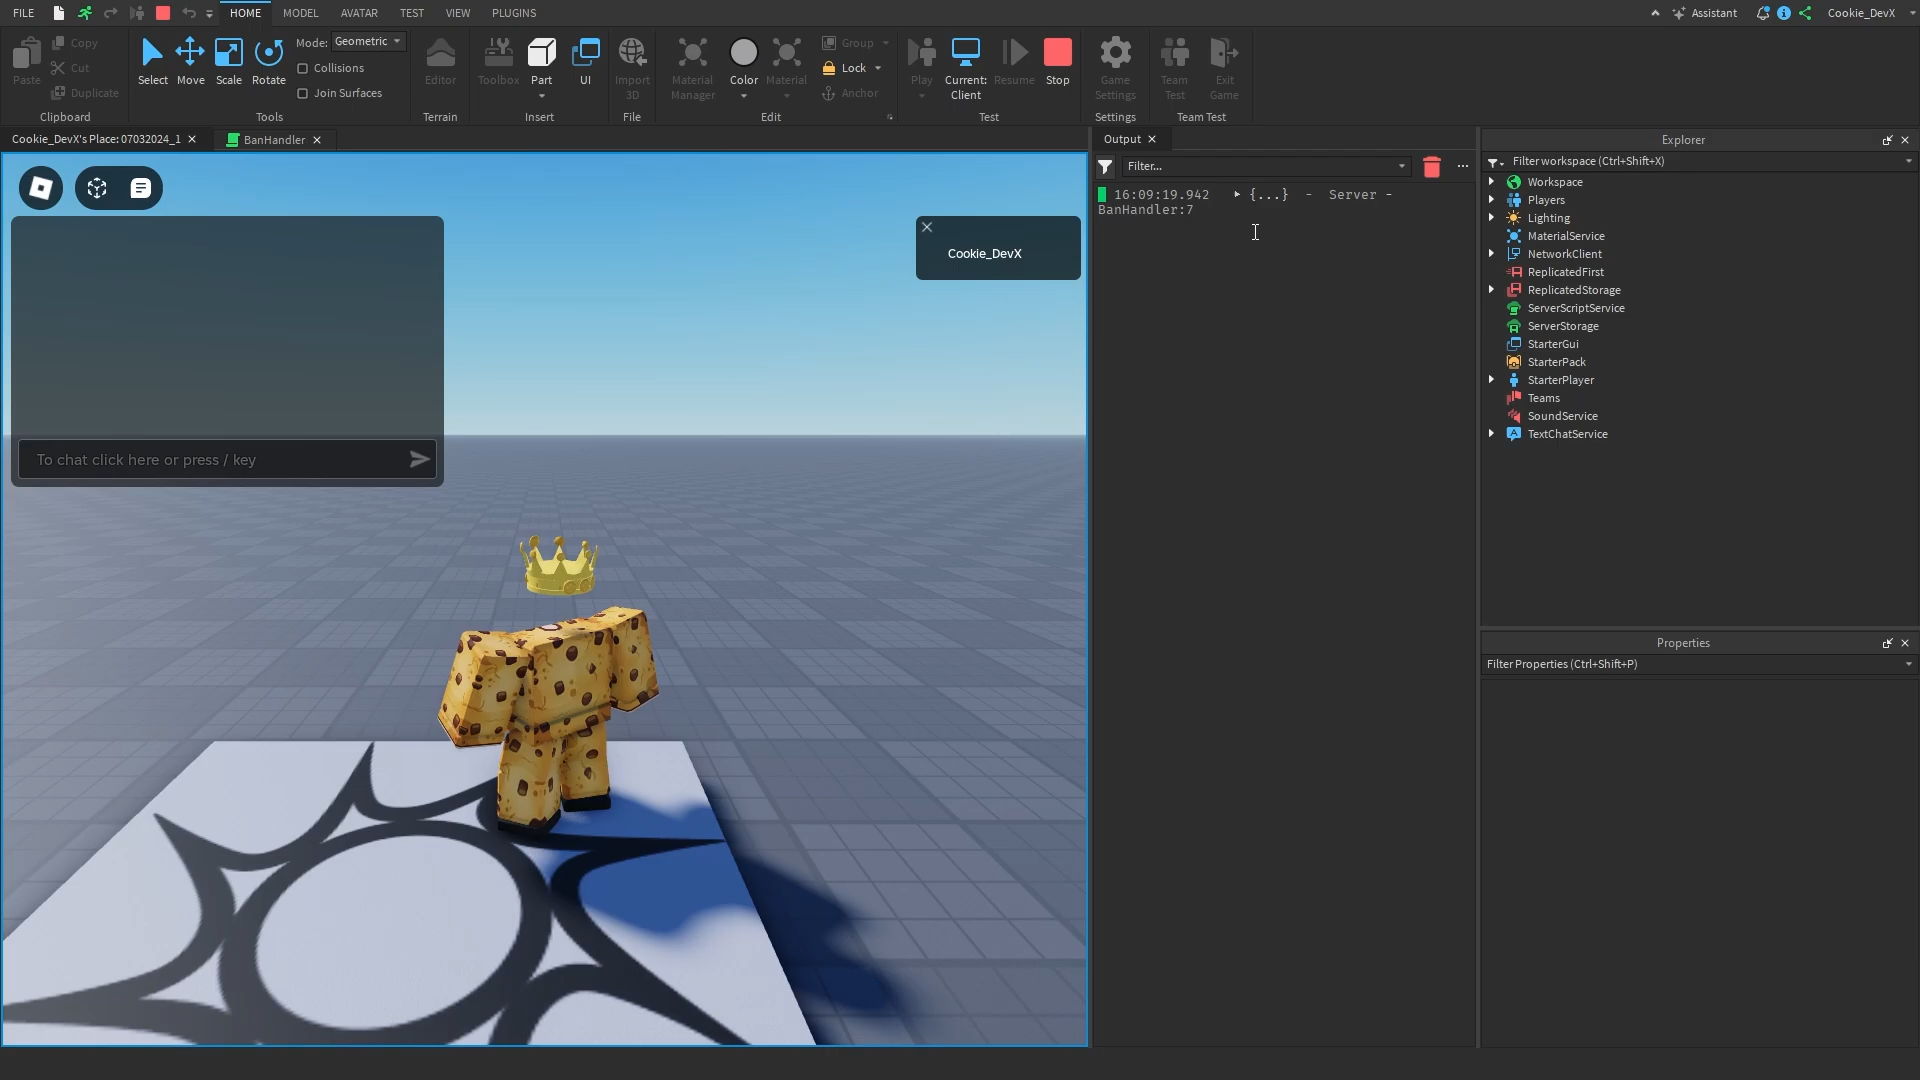 FILE
HOME
MODEL
AVATAR
TEST
VIEW
PLUGINS
Assistant
Cookie_DevX
Paste
Copy
Cut
Duplicate
Clipboard
Select
Move
Scale
Rotate
Mode: Geometric
Collisions
Join Surfaces
Tools
Editor
Terrain
Toolbox
Part
UI
Insert
Import
3D
File
Material
Manager
Color
Material
Group
Lock
Anchor
Edit
Play
Current:
Client
Resume
Stop
Test
Game
Settings
Settings
Team
Test
Exit
Game
Team Test
Cookie_DevX's Place: 07032024_1
BanHandler
Output
Filter...
16:09:19.942 {...} - Server -
BanHandler:7
Cookie_DevX
To chat click here or press / key
Explorer
Filter workspace (Ctrl+Shift+X)
Workspace
Players
Lighting
MaterialService
NetworkClient
ReplicatedFirst
ReplicatedStorage
ServerScriptService
ServerStorage
StarterGui
StarterPack
StarterPlayer
Teams
SoundService
TextChatService
Properties
Filter Properties (Ctrl+Shift+P)